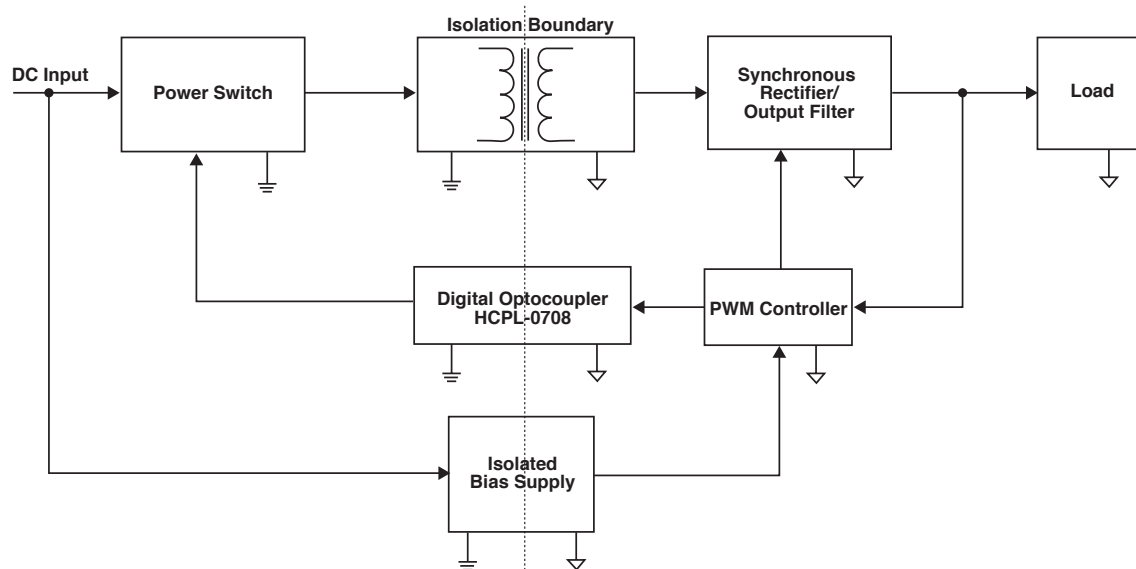 Isolation Boundary
DC Input
Power Switch
Synchronous
Rectifier/
Output Filter
Load
Digital Optocoupler
HCPL-0708
PWM Controller
Isolated
Bias Supply